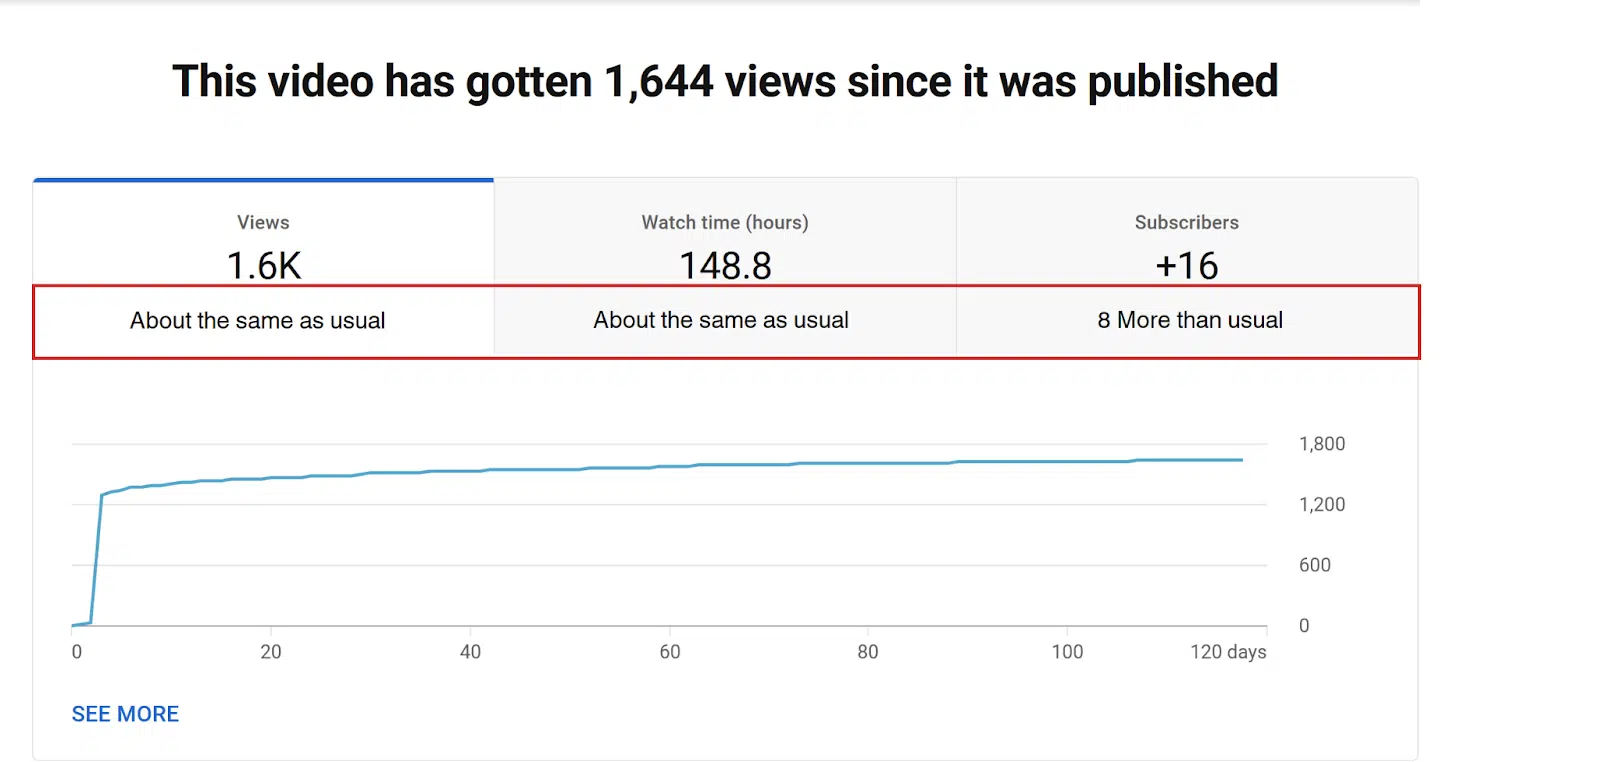 This video has gotten 1,644 views since it was published
Views
1.6K
About the same as usual
Watch time (hours)
148.8
About the same as usual
Subscribers
+16
8 More than usual
1,800
1,200
600
0
0 20 40 60 80 100 120 days
SEE MORE